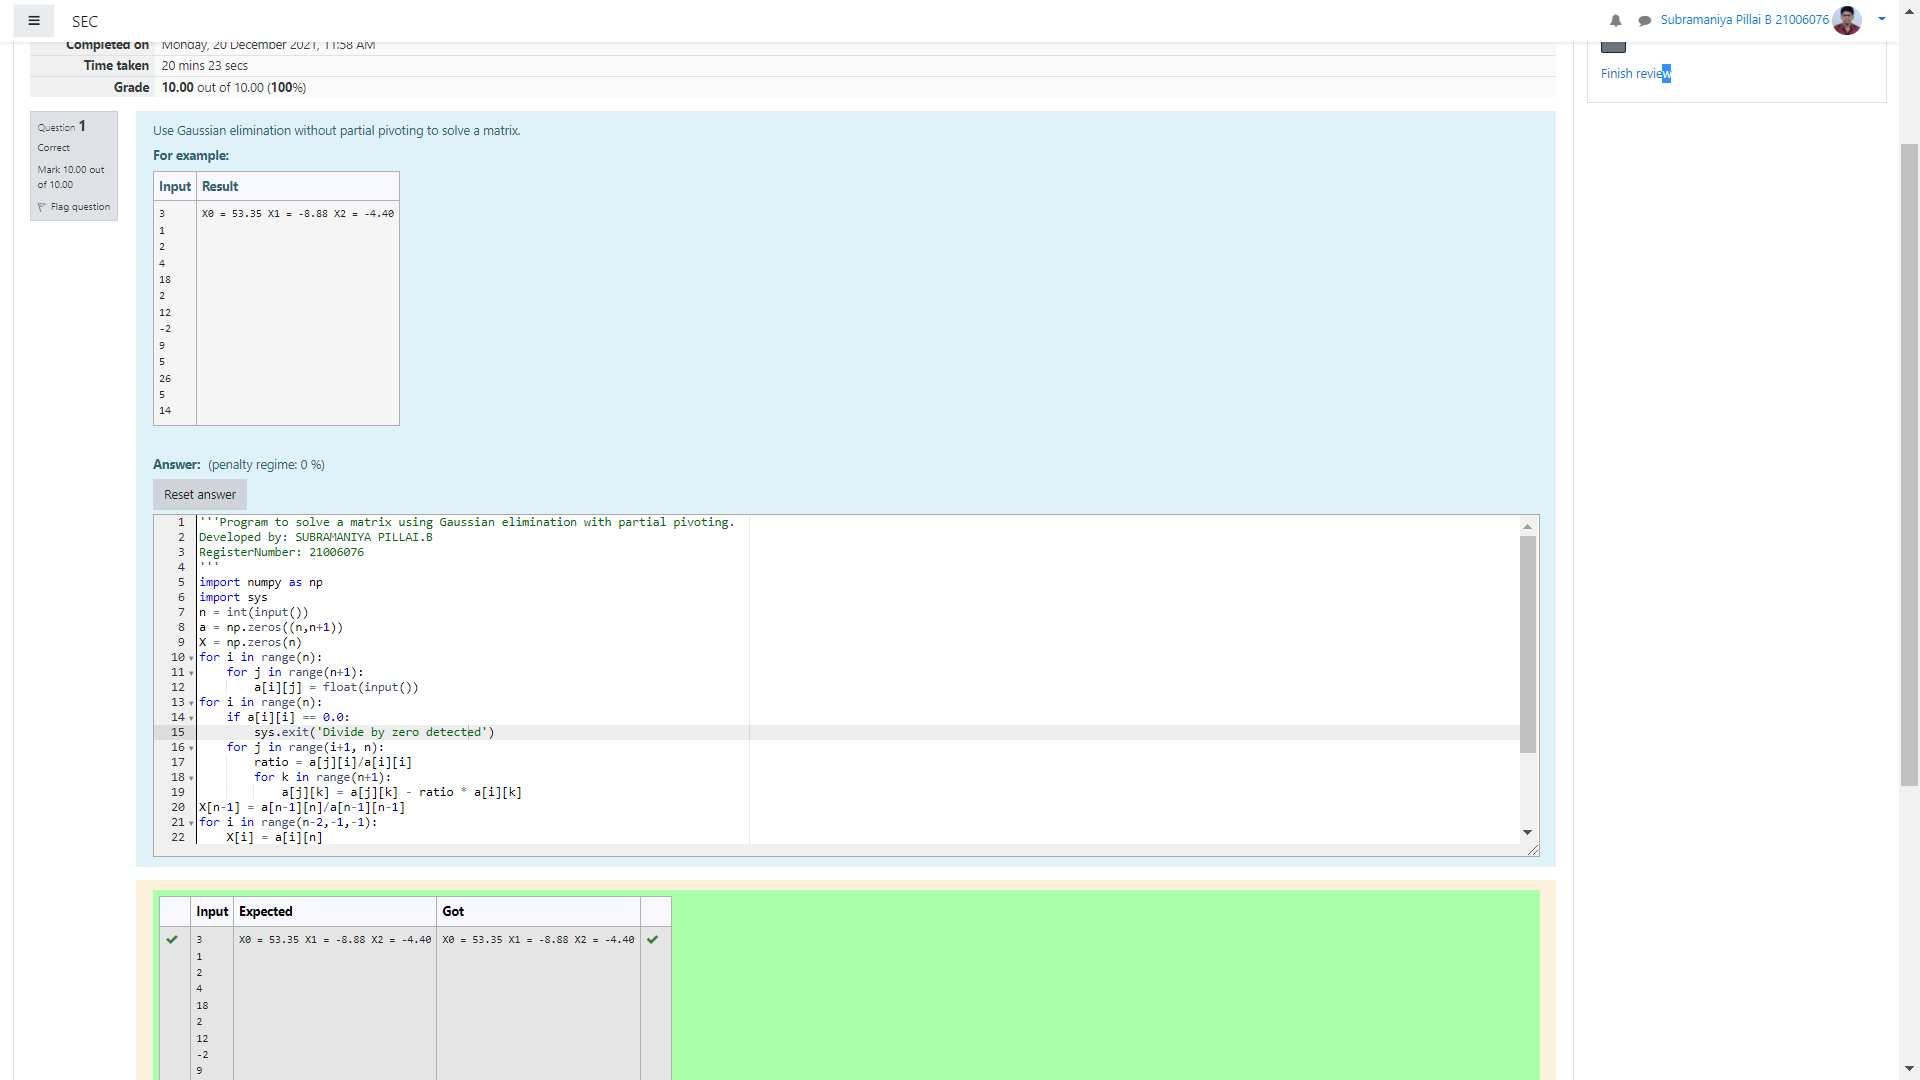 SEC
Subramaniya Pillai B 21006076
Completed on Monday, 20 December 2021, 11:58 AM
Time taken 20 mins 23 secs
Grade 10.00 out of 10.00 (100%)
Finish review
Question 1
Correct
Mark 10.00 out
of 10.00
Flag question
Use Gaussian elimination without partial pivoting to solve a matrix.
For example:
Input Result
3 X0 = 53.35 X1 = -8.88 X2 = -4.40
1
2
4
18
2
12
-2
9
5
26
5
14
Answer: (penalty regime: 0 %)
Reset answer
1 '''Program to solve a matrix using Gaussian elimination with partial pivoting.
2 Developed by: SUBRAMANIYA PILLAI.B
3 RegisterNumber: 21006076
4 '''
5 import numpy as np
6 import sys
7 n = int(input())
8 a = np.zeros((n,n+1))
9 X = np.zeros(n)
10 for i in range(n):
11     for j in range(n+1):
12         a[i][j] = float(input())
13 for i in range(n):
14     if a[i][i] == 0.0:
15         sys.exit('Divide by zero detected')
16     for j in range(i+1, n):
17         ratio = a[j][i]/a[i][i]
18         for k in range(n+1):
19             a[j][k] = a[j][k] - ratio * a[i][k]
20 X[n-1] = a[n-1][n]/a[n-1][n-1]
21 for i in range(n-2,-1,-1):
22     X[i] = a[i][n]
Input Expected Got
3 X0 = 53.35 X1 = -8.88 X2 = -4.40 X0 = 53.35 X1 = -8.88 X2 = -4.40
1
2
4
18
2
12
-2
9